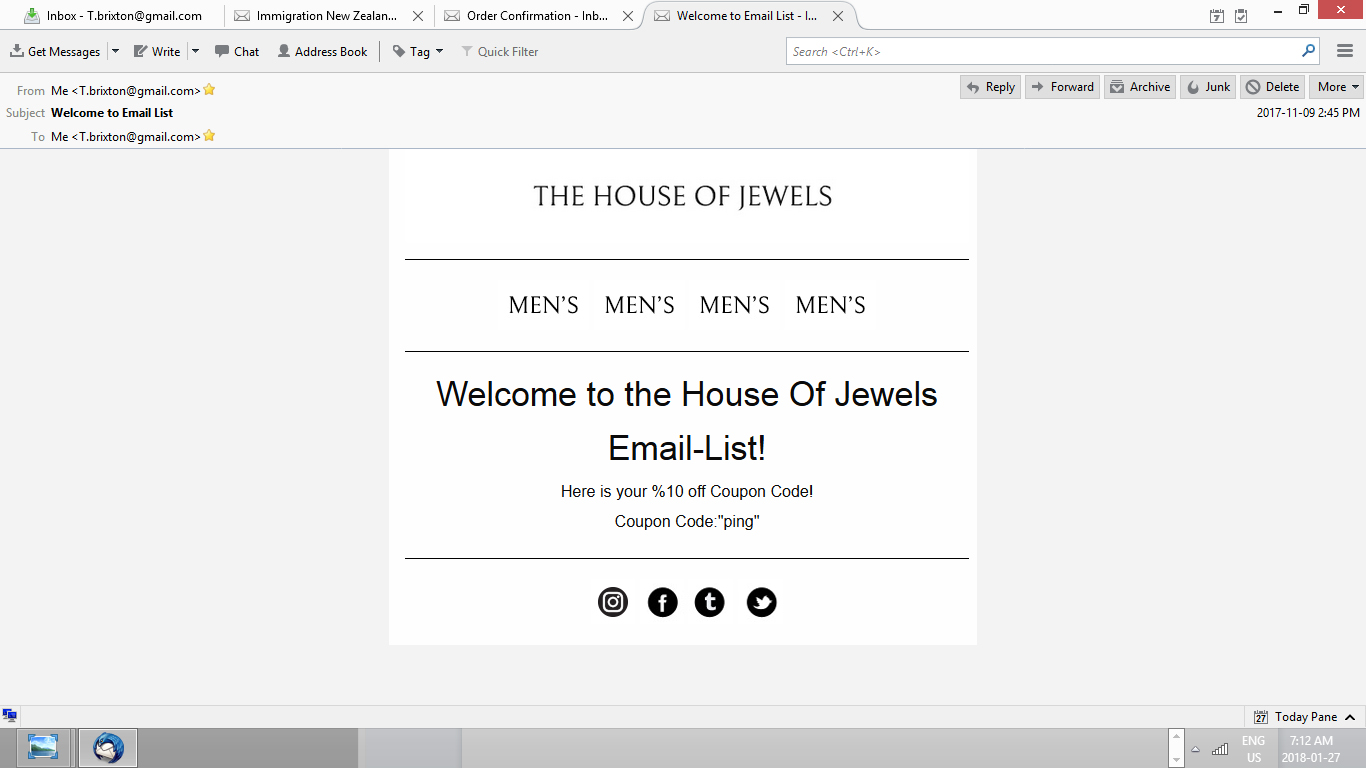 Inbox - T.brixton@gmail.com
Immigration New Zealan...
Order Confirmation - Inb...
Welcome to Email List - I...
7
Get Messages
Write
Chat
Address Book
Tag
Quick Filter
Search <Ctrl+K>
From Me <T.brixton@gmail.com>
Reply
Forward
Archive
Junk
Delete
More
Subject Welcome to Email List
2017-11-09 2:45 PM
To Me <T.brixton@gmail.com>
THE HOUSE OF JEWELS
MEN'S MEN'S MEN'S MEN'S
Welcome to the House Of Jewels
Email-List!
Here is your %10 off Coupon Code!
Coupon Code:"ping"
27 Today Pane
ENG
US
7:12 AM
2018-01-27